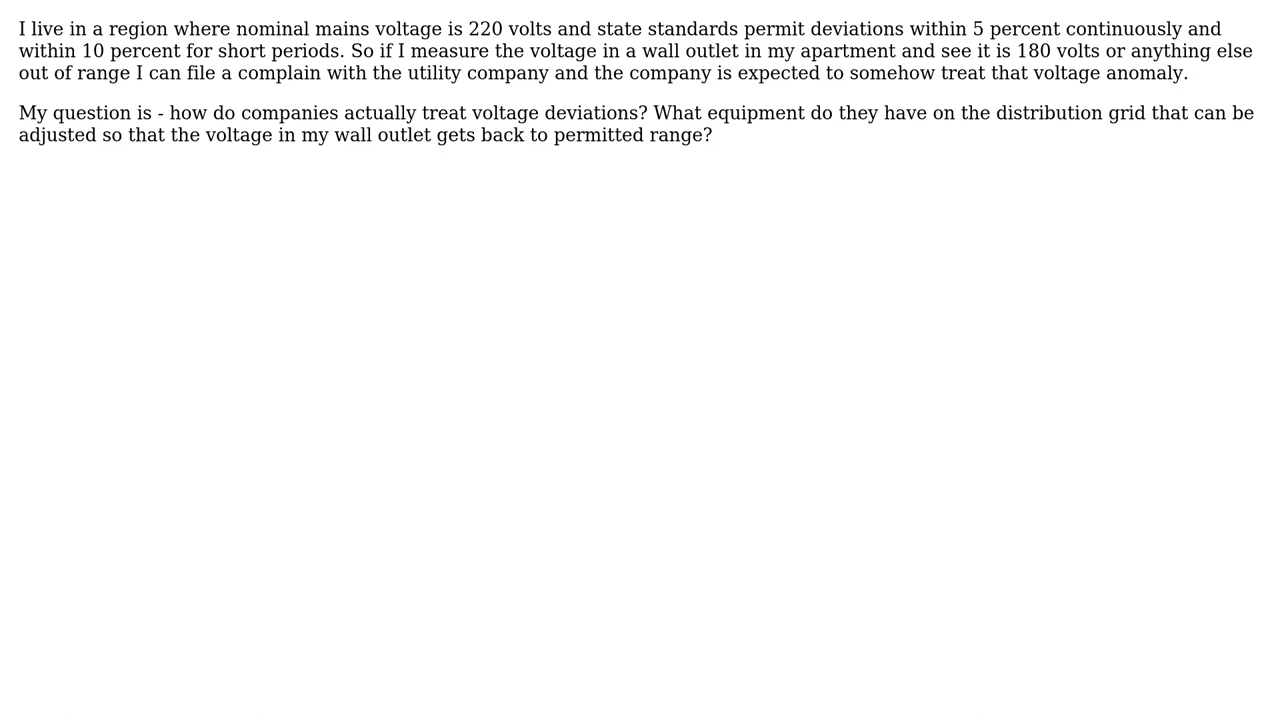 I live in a region where nominal mains voltage is 220 volts and state standards permit deviations within 5 percent continuously and
within 10 percent for short periods. So if I measure the voltage in a wall outlet in my apartment and see it is 180 volts or anything else
out of range I can file a complain with the utility company and the company is expected to somehow treat that voltage anomaly.
My question is - how do companies actually treat voltage deviations? What equipment do they have on the distribution grid that can be
adjusted so that the voltage in my wall outlet gets back to permitted range?